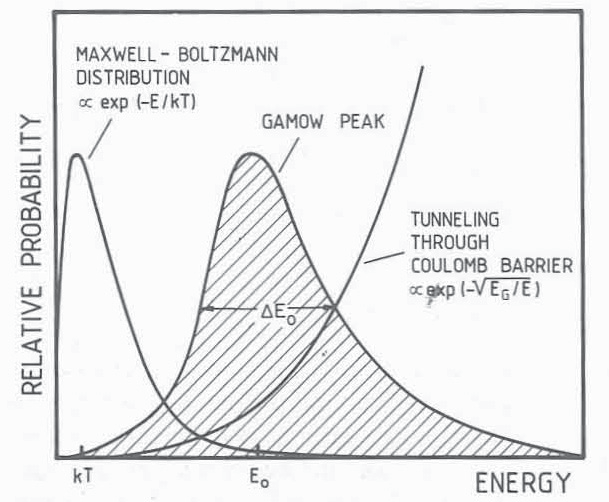 MAXWELL – BOLTZMANN
DISTRIBUTION
∝ exp (-E/kT)
GAMOW PEAK
TUNNELING
THROUGH
COULOMB BARRIER
∝ exp (-√E_G/E)
ΔE₀
RELATIVE PROBABILITY
kT
E₀
ENERGY